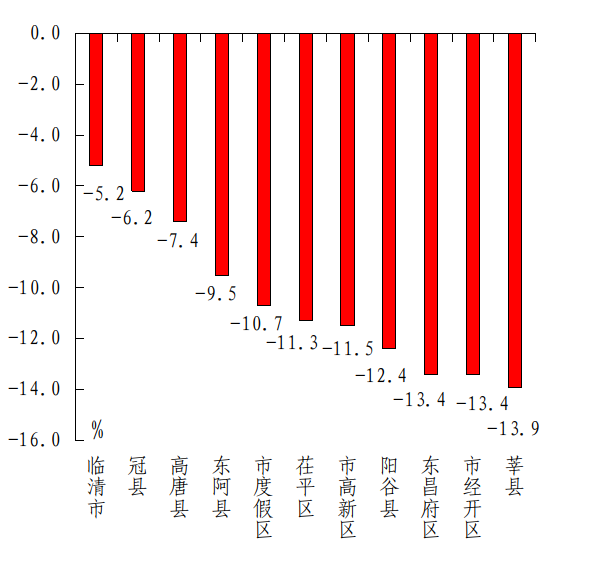 0.0
-2.0
-4.0
-6.0
-8.0
-10.0
-12.0
-14.0
-16.0
%
-5.2
-6.2
-7.4
-9.5
-10.7
-11.3
-11.5
-12.4
-13.4
-13.4
-13.9
临清市
冠县
高唐县
东阿县
市度假区
茌平区
市高新区
阳谷县
东昌府区
市经开区
莘县